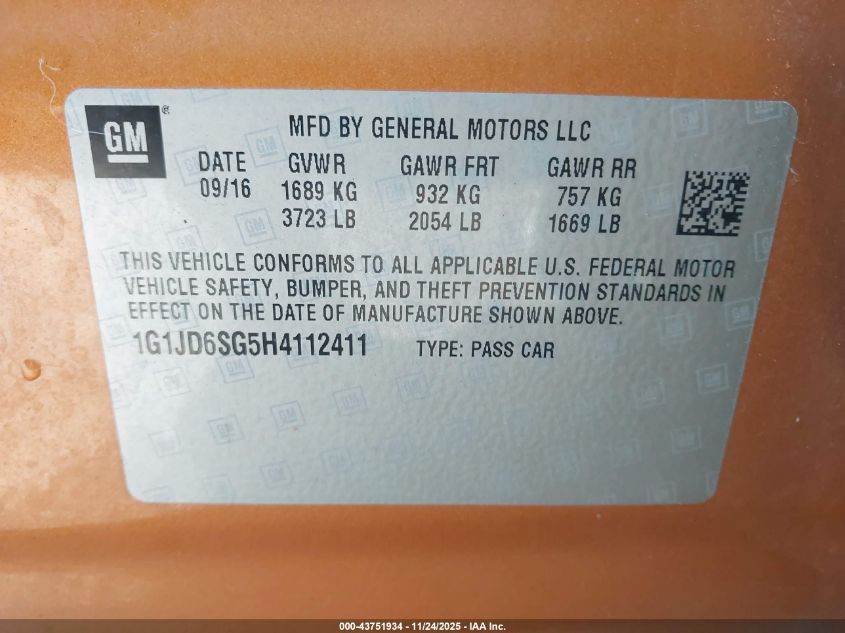 GM ®
MFD BY GENERAL MOTORS LLC
DATE GVWR GAWR FRT GAWR RR
09/16 1689 KG 932 KG 757 KG
3723 LB 2054 LB 1669 LB
THIS VEHICLE CONFORMS TO ALL APPLICABLE U.S. FEDERAL MOTOR
VEHICLE SAFETY, BUMPER, AND THEFT PREVENTION STANDARDS IN
EFFECT ON THE DATE OF MANUFACTURE SHOWN ABOVE.
1G1JD6SG5H4112411 TYPE: PASS CAR
000-43751934 - 11/24/2025 - IAA Inc.